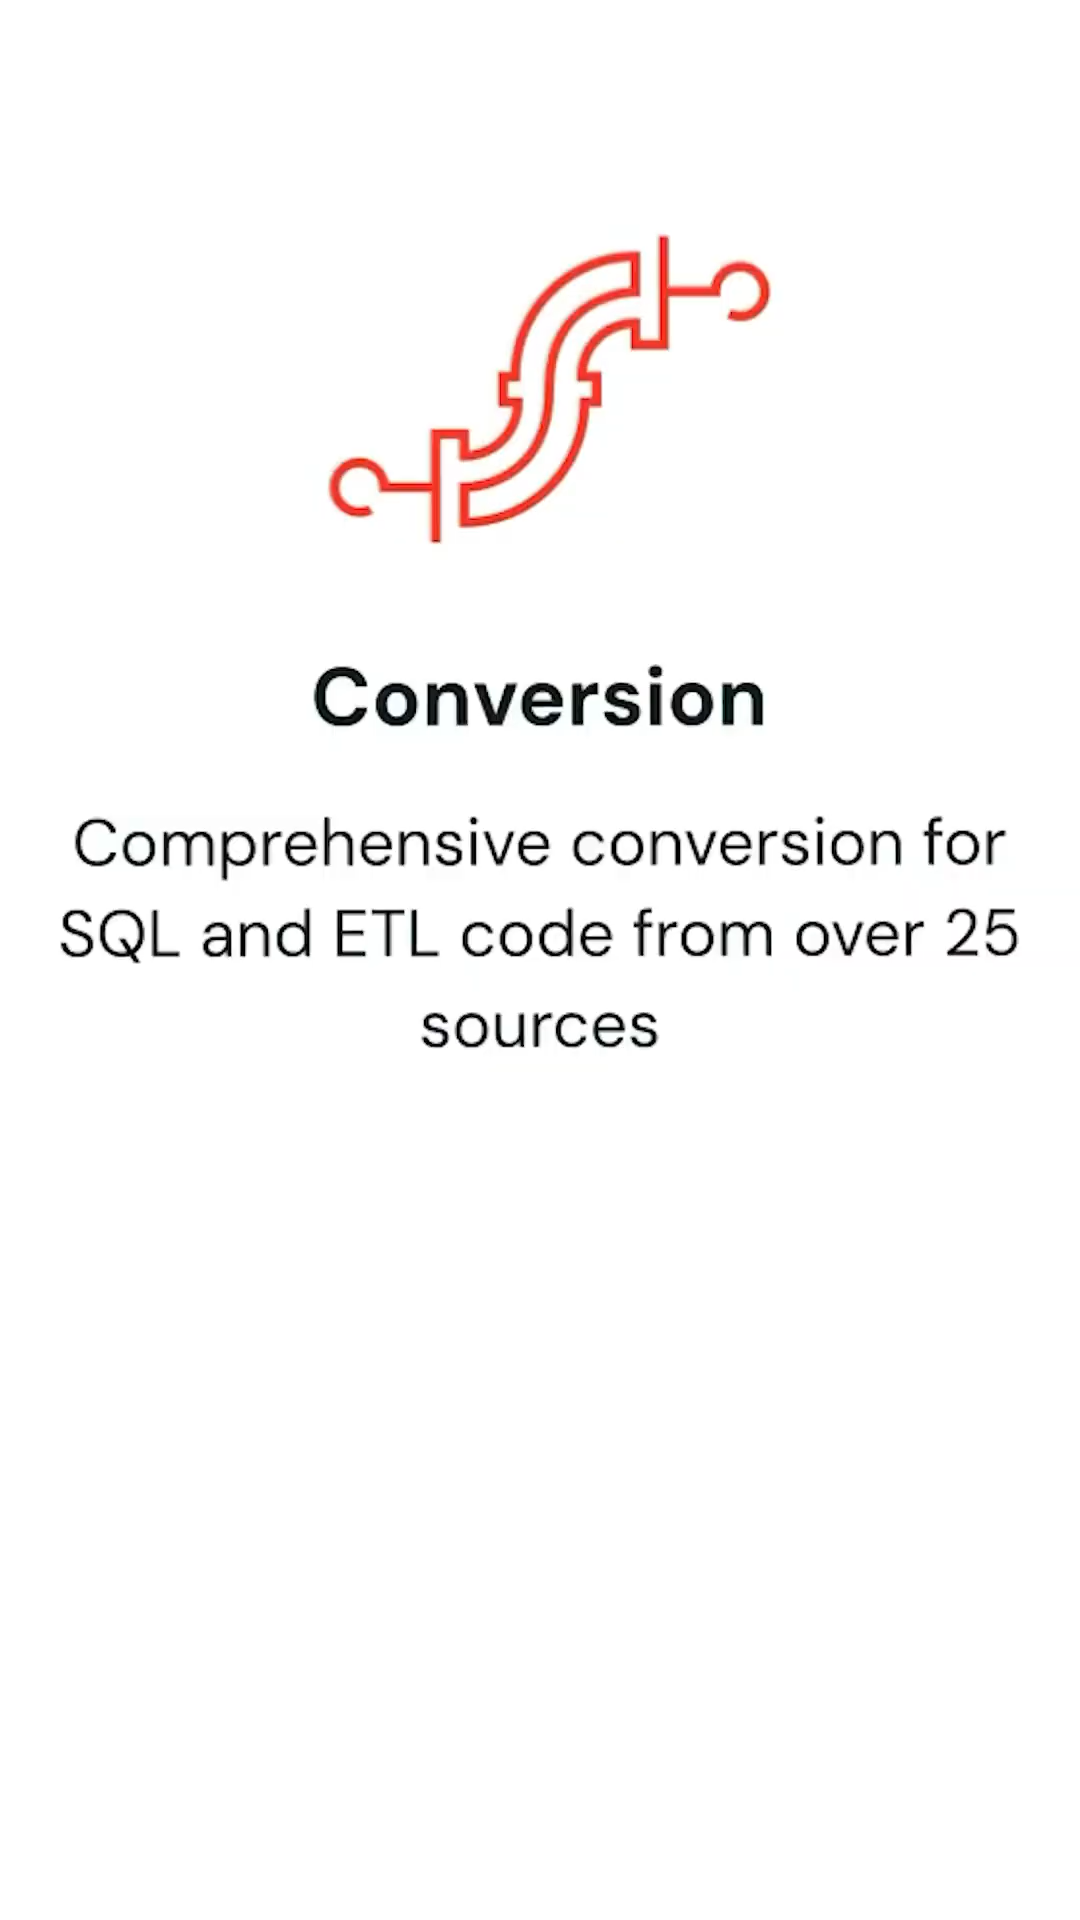 Conversion
Comprehensive conversion for
SQL and ETL code from over 25
sources